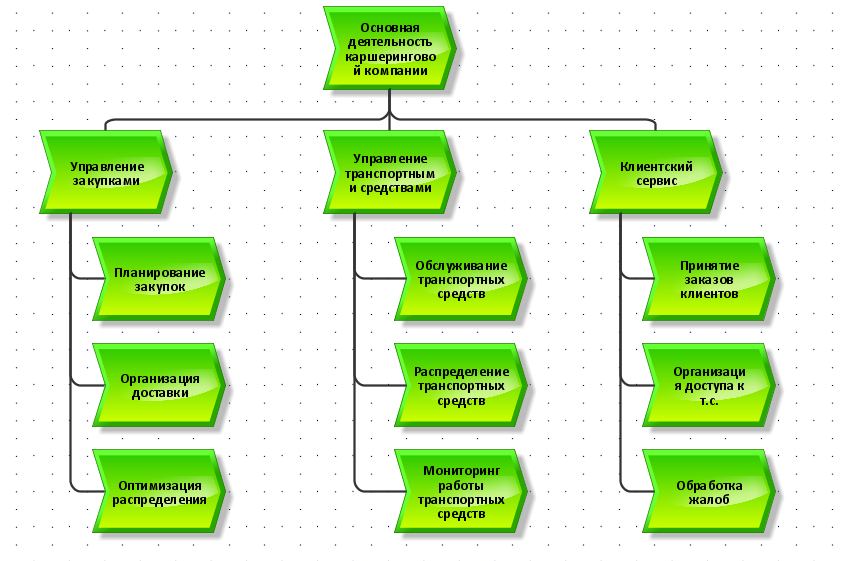 Основная
деятельность
каршерингово
й компании
Управление
закупками
Управление
транспортным
и средствами
Клиентский
сервис
Планирование
закупок
Обслуживание
транспортных
средств
Принятие
заказов
клиентов
Организация
доставки
Распределение
транспортных
средств
Организаци
я доступа к
т.с.
Оптимизация
распределения
Мониторинг
работы
транспортных
средств
Обработка
жалоб